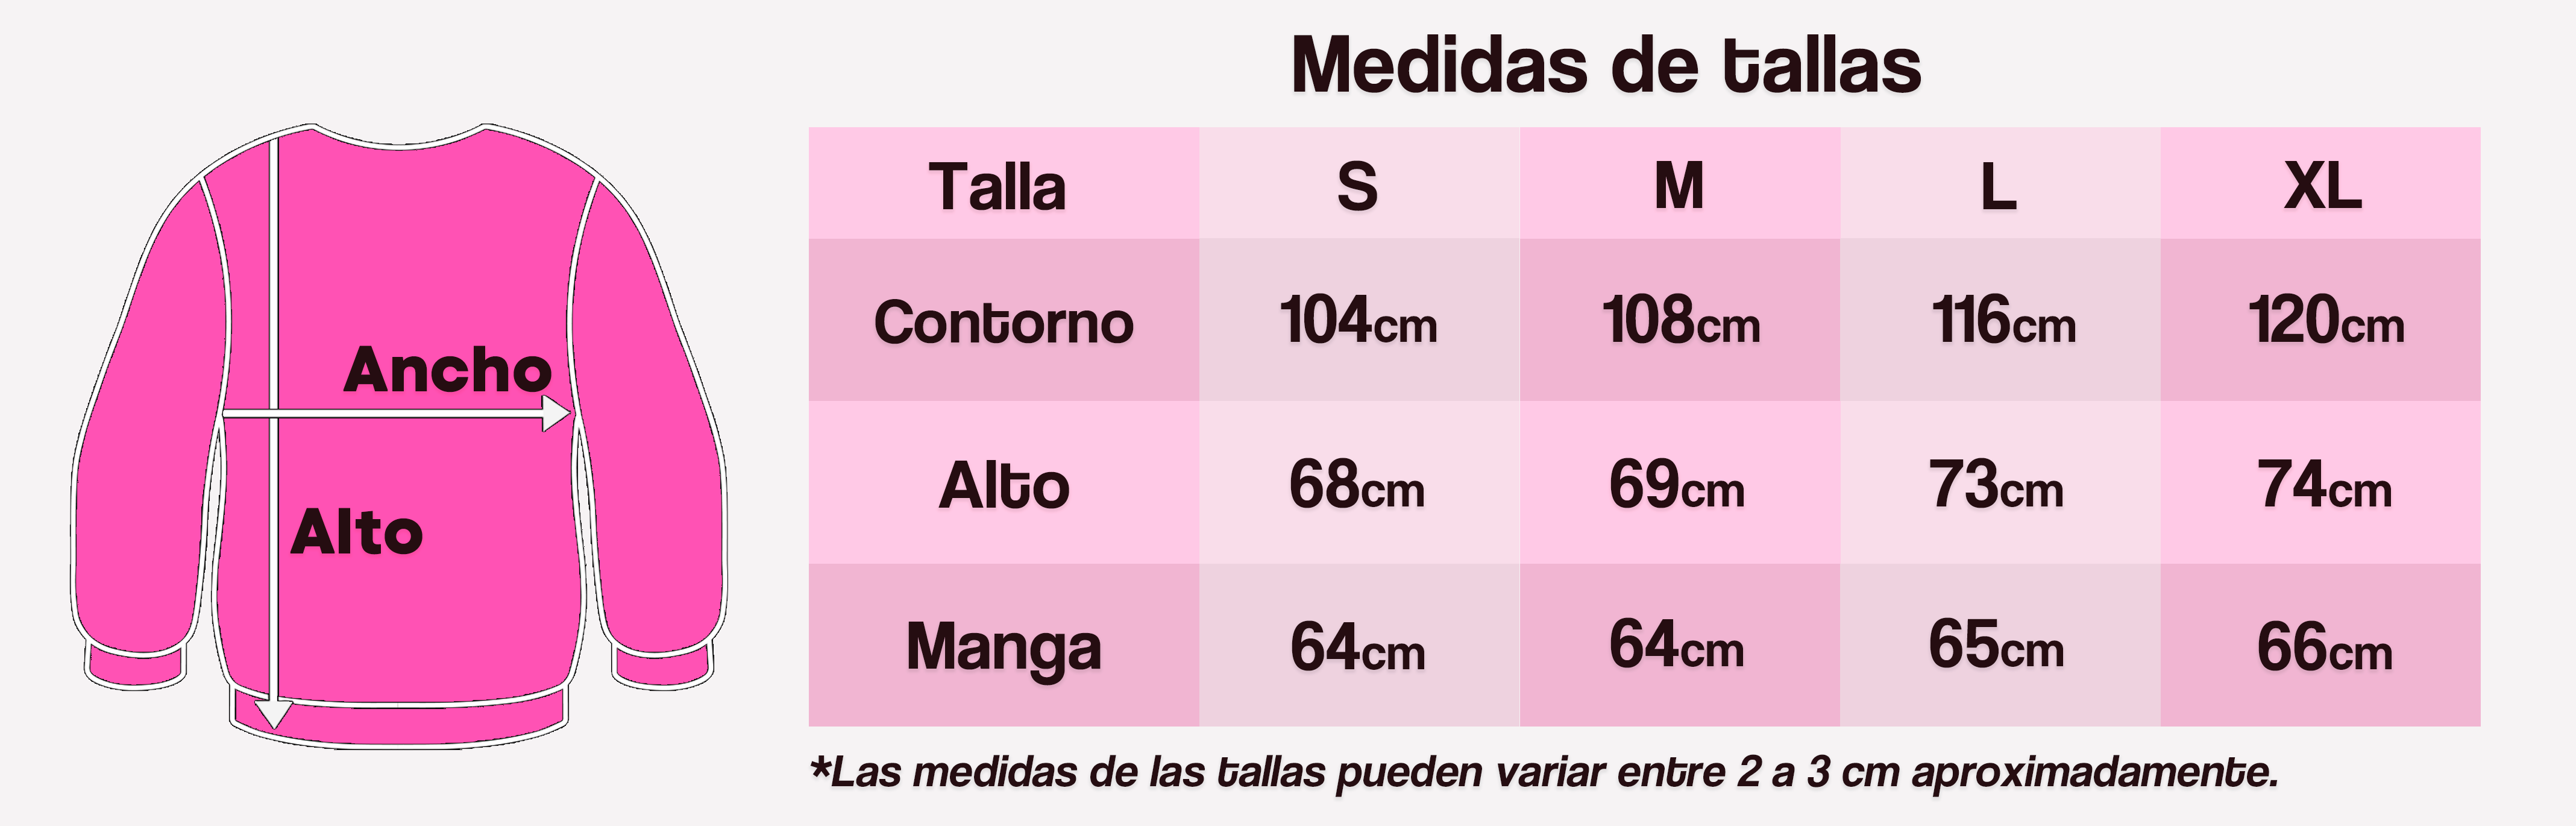 Medidas de tallas
Talla S M L XL
Contorno 104cm 108cm 116cm 120cm
Alto 68cm 69cm 73cm 74cm
Manga 64cm 64cm 65cm 66cm
*Las medidas de las tallas pueden variar entre 2 a 3 cm aproximadamente.
Ancho
Alto